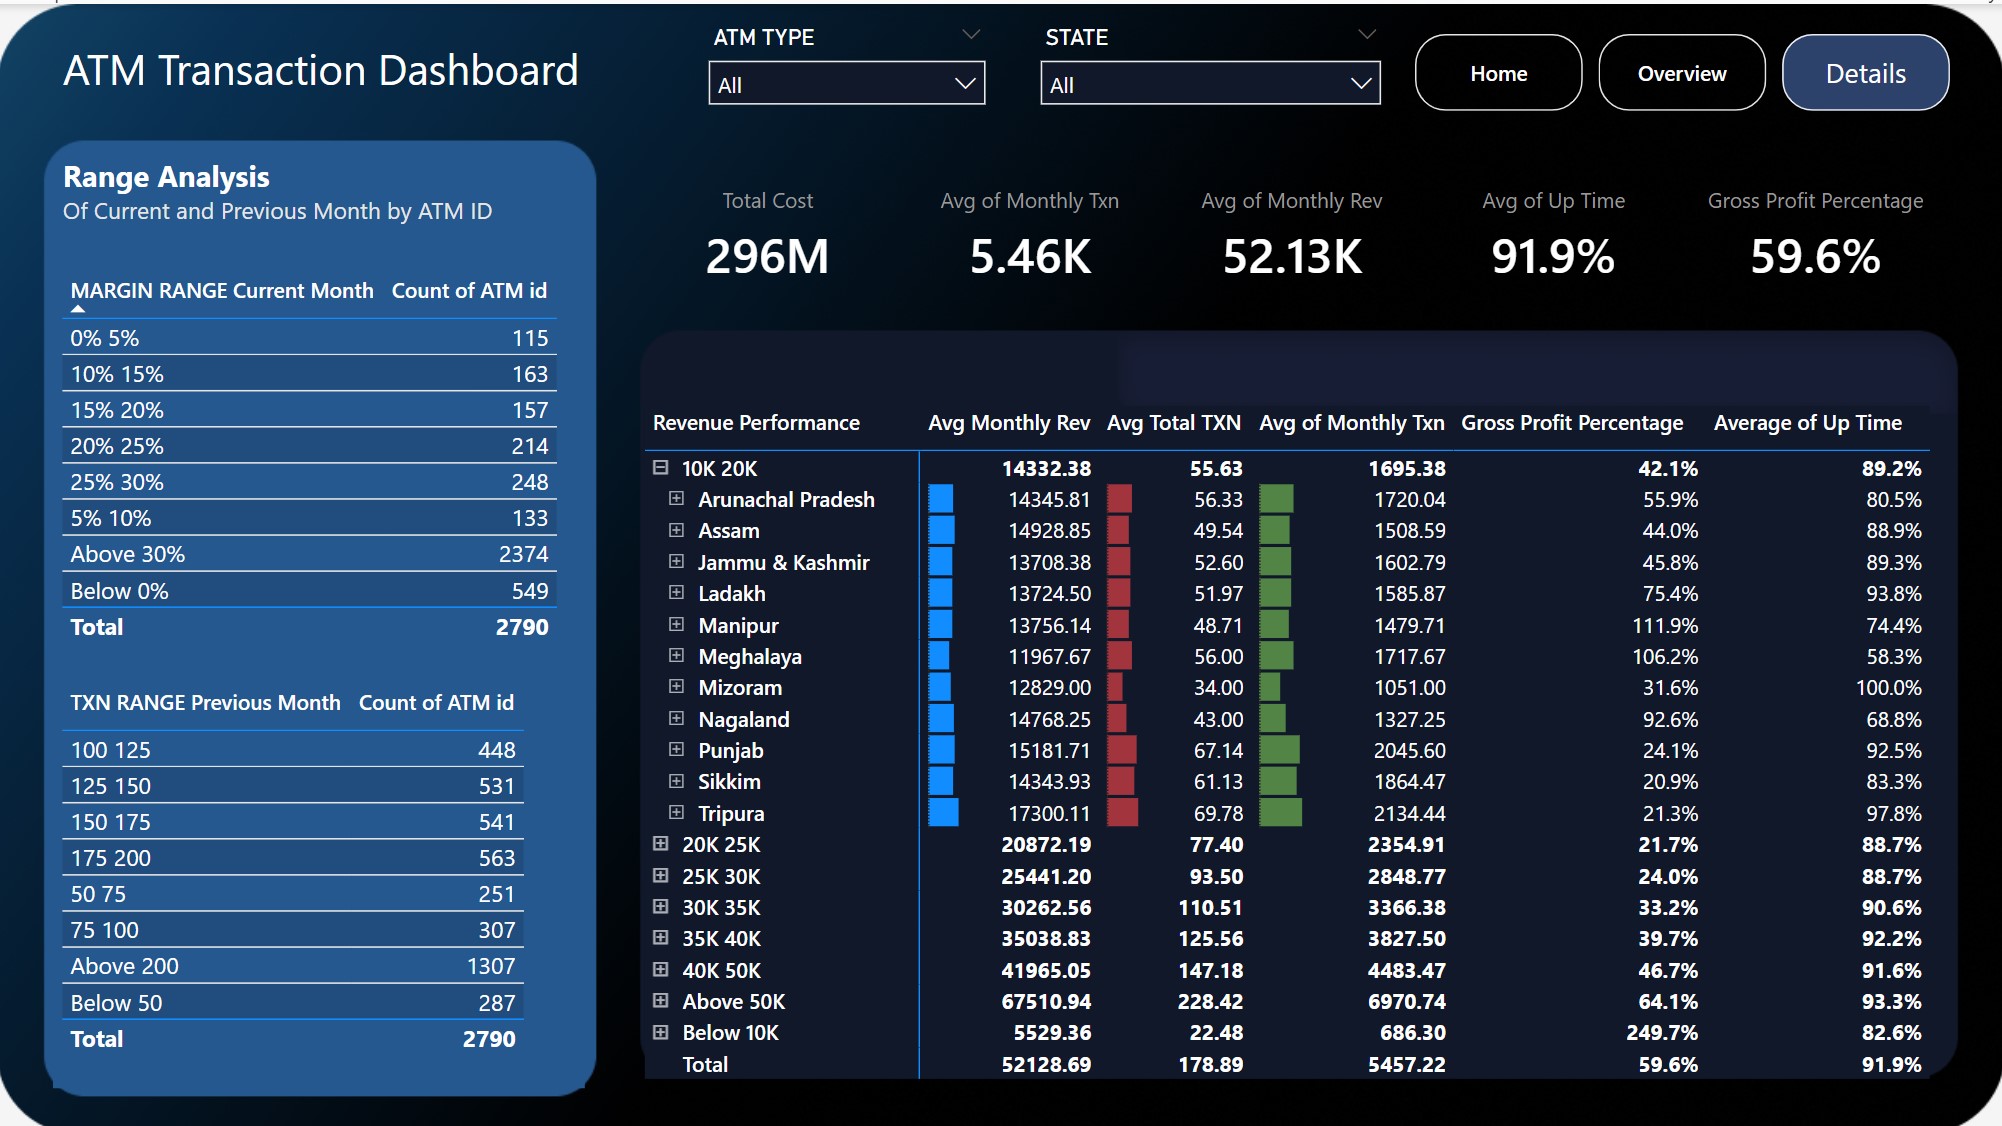 ATM Transaction Dashboard
ATM TYPE
All
STATE
All
Home
Overview
Details
Range Analysis
Of Current and Previous Month by ATM ID
MARGIN RANGE Current Month Count of ATM id
0% 5% 115
10% 15% 163
15% 20% 157
20% 25% 214
25% 30% 248
5% 10% 133
Above 30% 2374
Below 0% 549
Total 2790
TXN RANGE Previous Month Count of ATM id
100 125 448
125 150 531
150 175 541
175 200 563
50 75 251
75 100 307
Above 200 1307
Below 50 287
Total 2790
Total Cost
296M
Avg of Monthly Txn
5.46K
Avg of Monthly Rev
52.13K
Avg of Up Time
91.9%
Gross Profit Percentage
59.6%
Revenue Performance Avg Monthly Rev Avg Total TXN Avg of Monthly Txn Gross Profit Percentage Average of Up Time
10K 20K 14332.38 55.63 1695.38 42.1% 89.2%
Arunachal Pradesh 14345.81 56.33 1720.04 55.9% 80.5%
Assam 14928.85 49.54 1508.59 44.0% 88.9%
Jammu & Kashmir 13708.38 52.60 1602.79 45.8% 89.3%
Ladakh 13724.50 51.97 1585.87 75.4% 93.8%
Manipur 13756.14 48.71 1479.71 111.9% 74.4%
Meghalaya 11967.67 56.00 1717.67 106.2% 58.3%
Mizoram 12829.00 34.00 1051.00 31.6% 100.0%
Nagaland 14768.25 43.00 1327.25 92.6% 68.8%
Punjab 15181.71 67.14 2045.60 24.1% 92.5%
Sikkim 14343.93 61.13 1864.47 20.9% 83.3%
Tripura 17300.11 69.78 2134.44 21.3% 97.8%
20K 25K 20872.19 77.40 2354.91 21.7% 88.7%
25K 30K 25441.20 93.50 2848.77 24.0% 88.7%
30K 35K 30262.56 110.51 3366.38 33.2% 90.6%
35K 40K 35038.83 125.56 3827.50 39.7% 92.2%
40K 50K 41965.05 147.18 4483.47 46.7% 91.6%
Above 50K 67510.94 228.42 6970.74 64.1% 93.3%
Below 10K 5529.36 22.48 686.30 249.7% 82.6%
Total 52128.69 178.89 5457.22 59.6% 91.9%